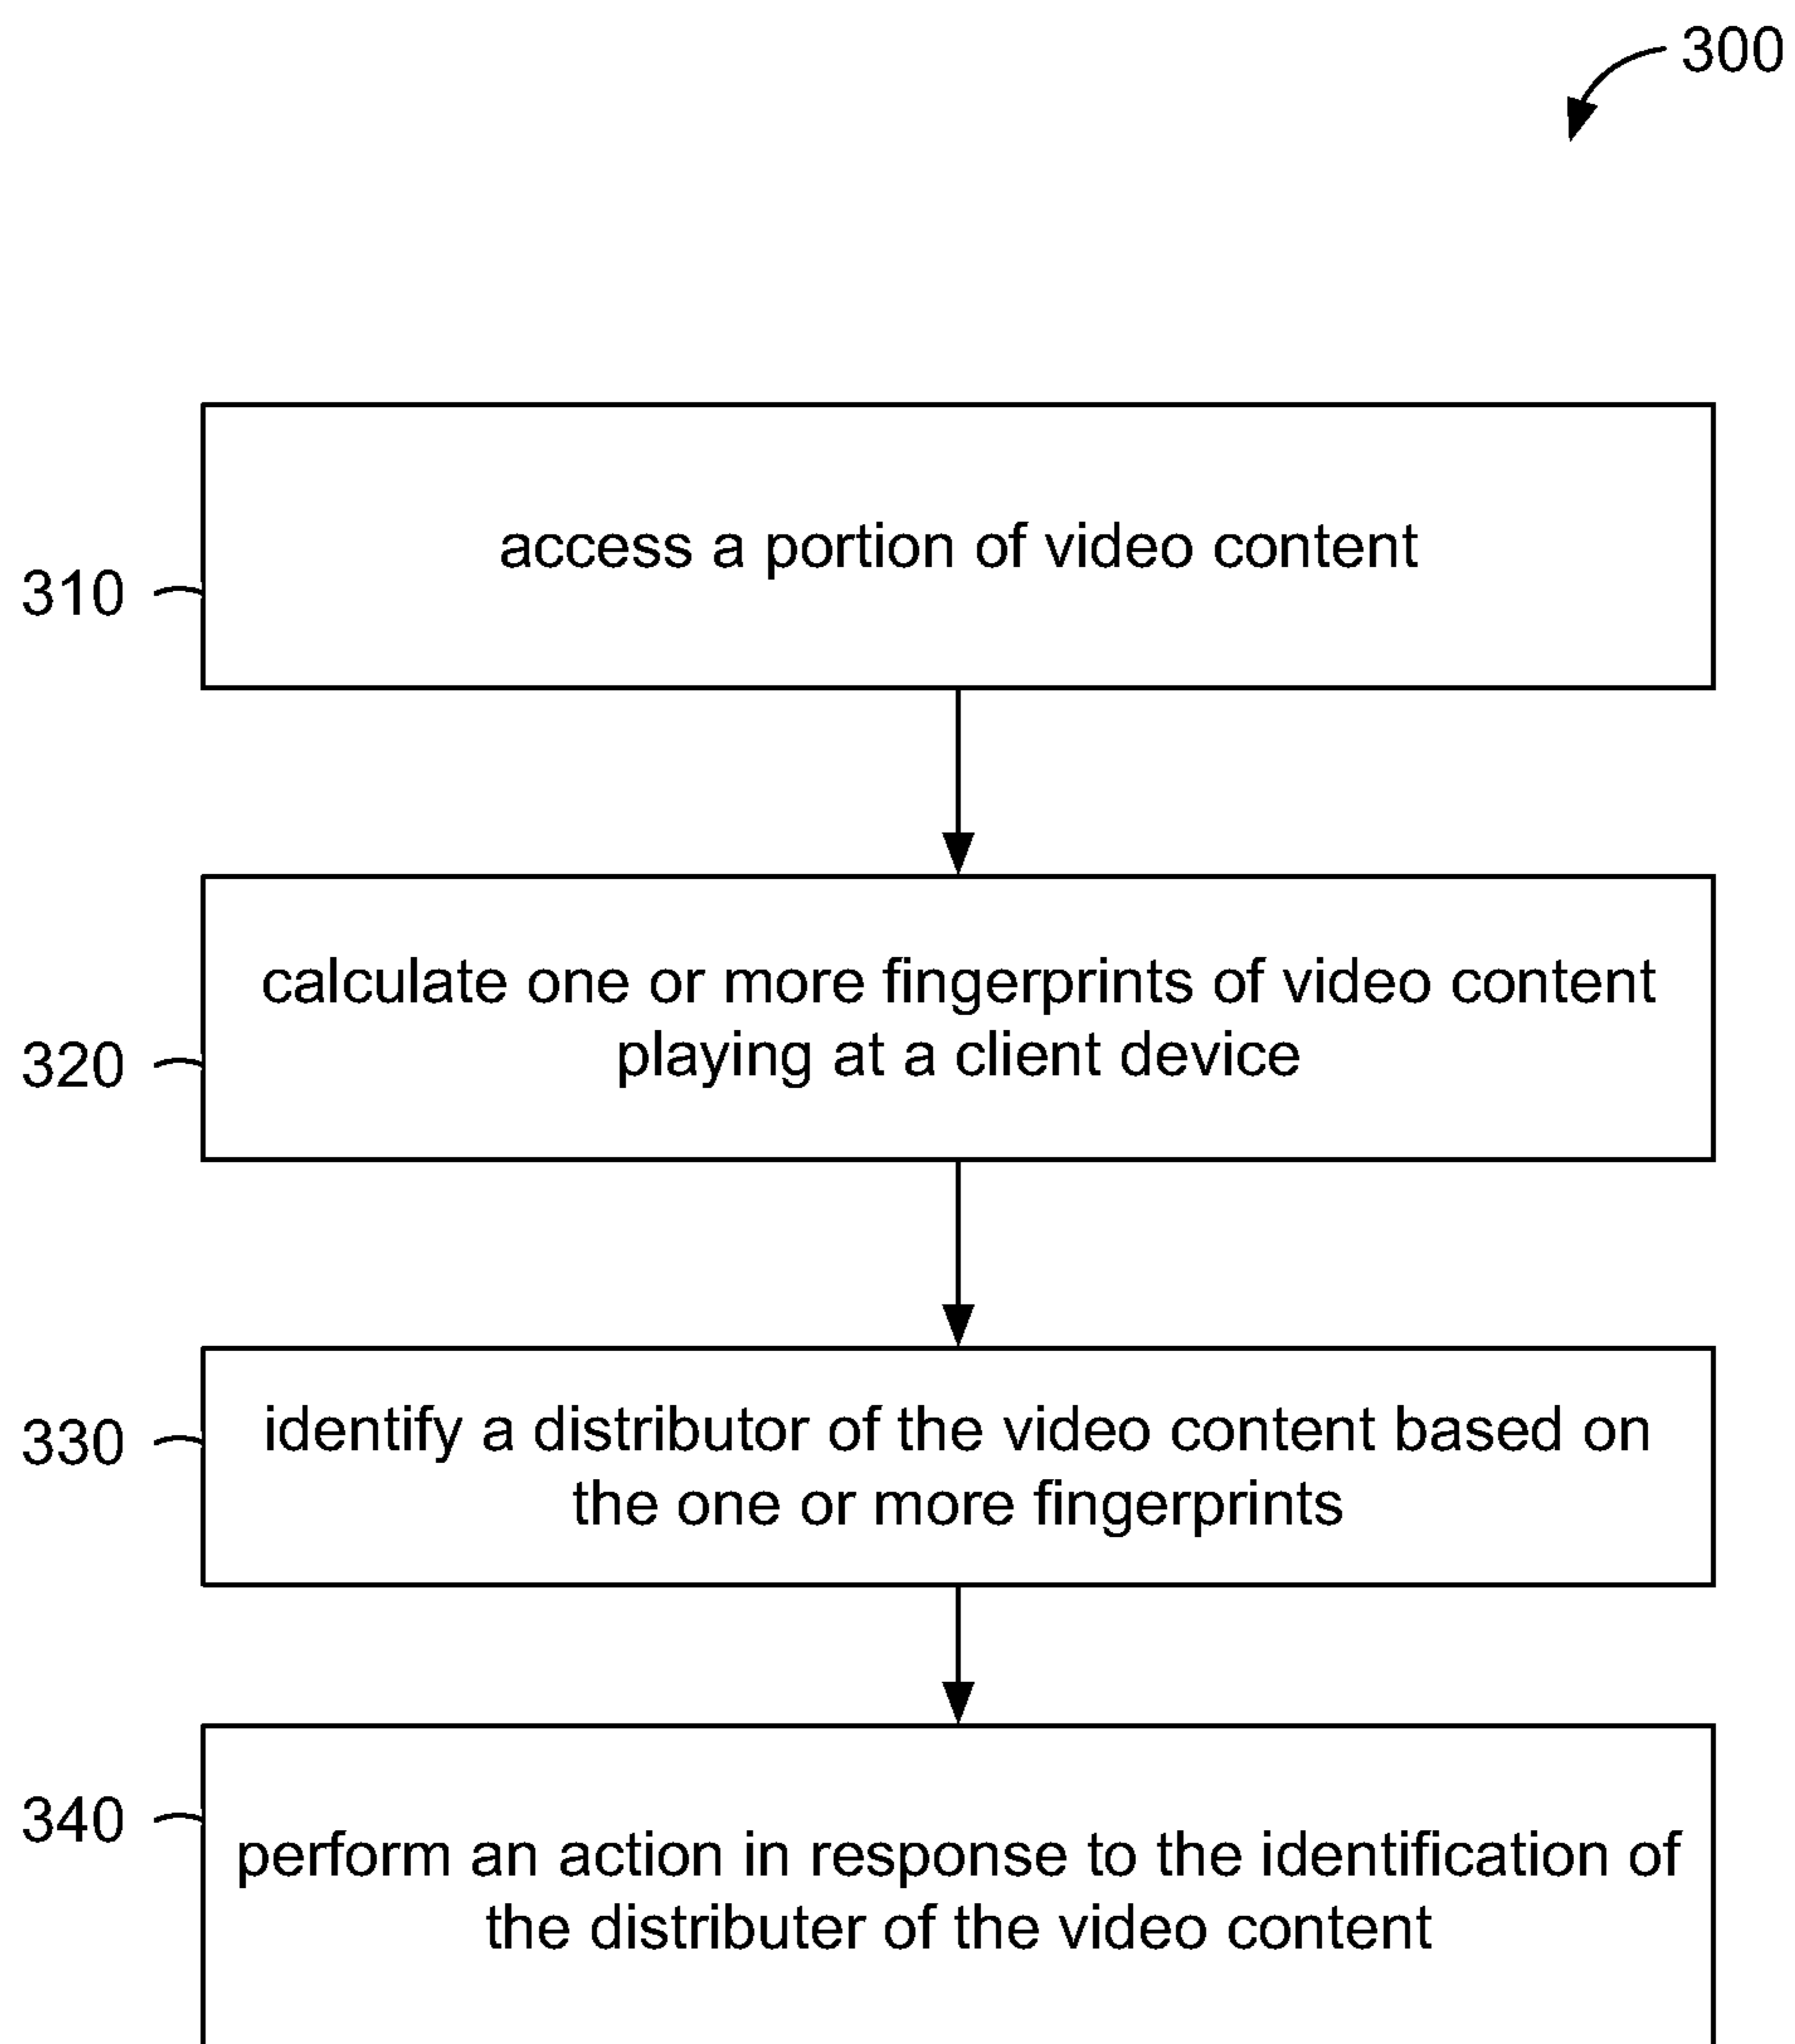 300
access a portion of video content
310
calculate one or more fingerprints of video content
playing at a client device
320
identify a distributor of the video content based on
the one or more fingerprints
330
perform an action in response to the identification of
the distributer of the video content
340